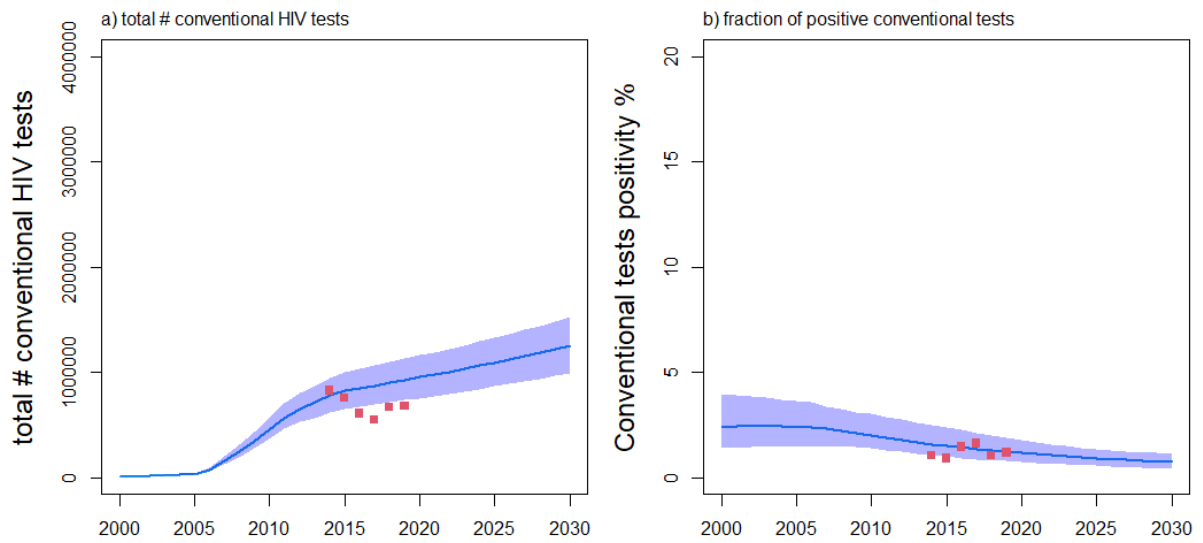 a) total # conventional HIV tests
total # conventional HIV tests
4000000
3000000
2000000
1000000
0
2000 2005 2010 2015 2020 2025 2030
b) fraction of positive conventional tests
Conventional tests positivity %
20
15
10
5
0
2000 2005 2010 2015 2020 2025 2030